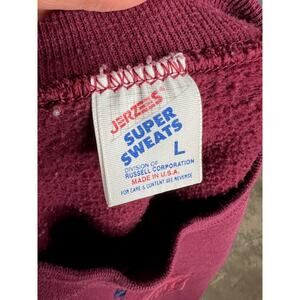 JERZEES
SUPER
SWEATS
DIVISION OF
RUSSELL CORPORATION
L
MADE IN U.S.A.
FOR CARE & CONTENT SEE REVERSE